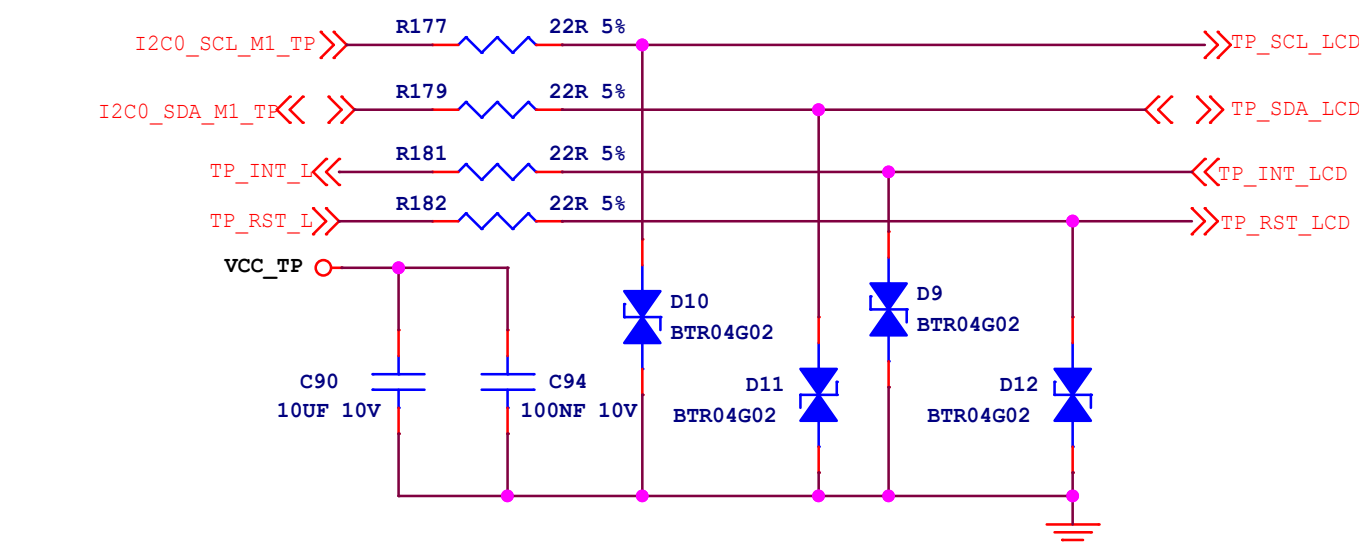 R177 22R 5%
I2C0_SCL_M1_TP TP_SCL_LCD
R179 22R 5%
I2C0_SDA_M1_TP TP_SDA_LCD
R181 22R 5%
TP_INT_L TP_INT_LCD
R182 22R 5%
TP_RST_L TP_RST_LCD
VCC_TP
D10
BTR04G02
D9
BTR04G02
C90
10UF 10V
C94
100NF 10V
D11
BTR04G02
D12
BTR04G02